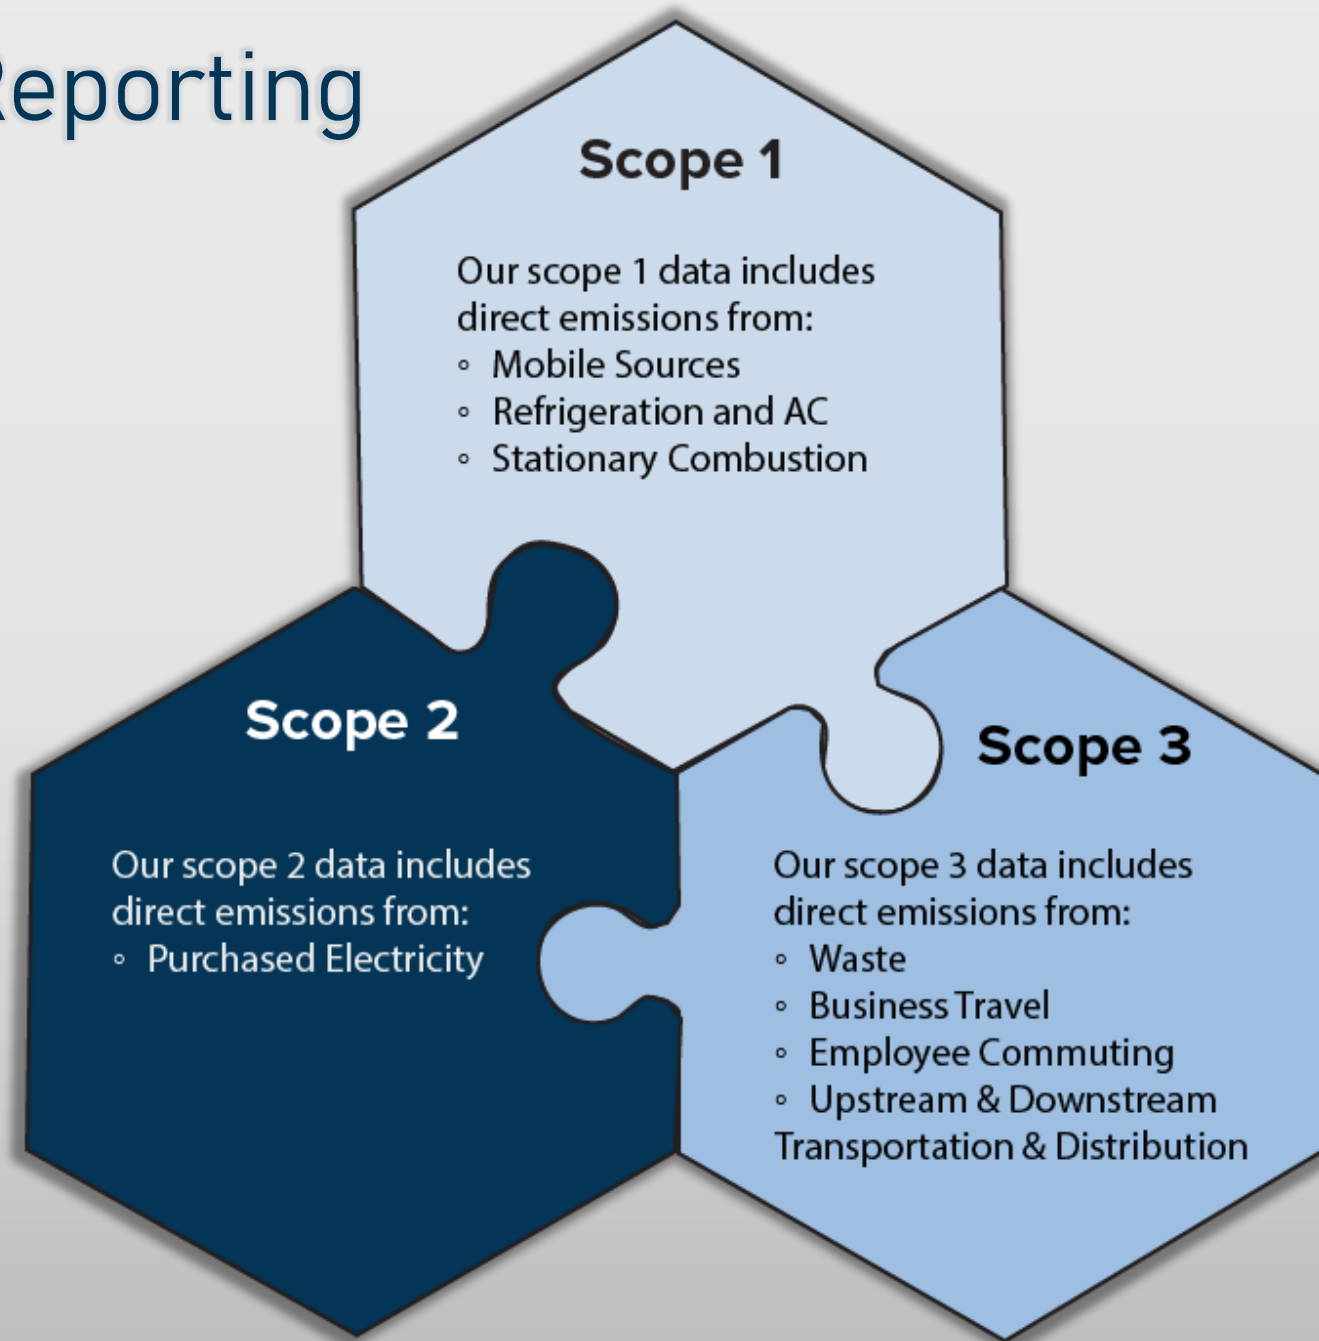 Reporting
Scope 1
Our scope 1 data includes
direct emissions from:
◦ Mobile Sources
◦ Refrigeration and AC
◦ Stationary Combustion
Scope 2
Our scope 2 data includes
direct emissions from:
◦ Purchased Electricity
Scope 3
Our scope 3 data includes
direct emissions from:
◦ Waste
◦ Business Travel
◦ Employee Commuting
◦ Upstream & Downstream
Transportation & Distribution